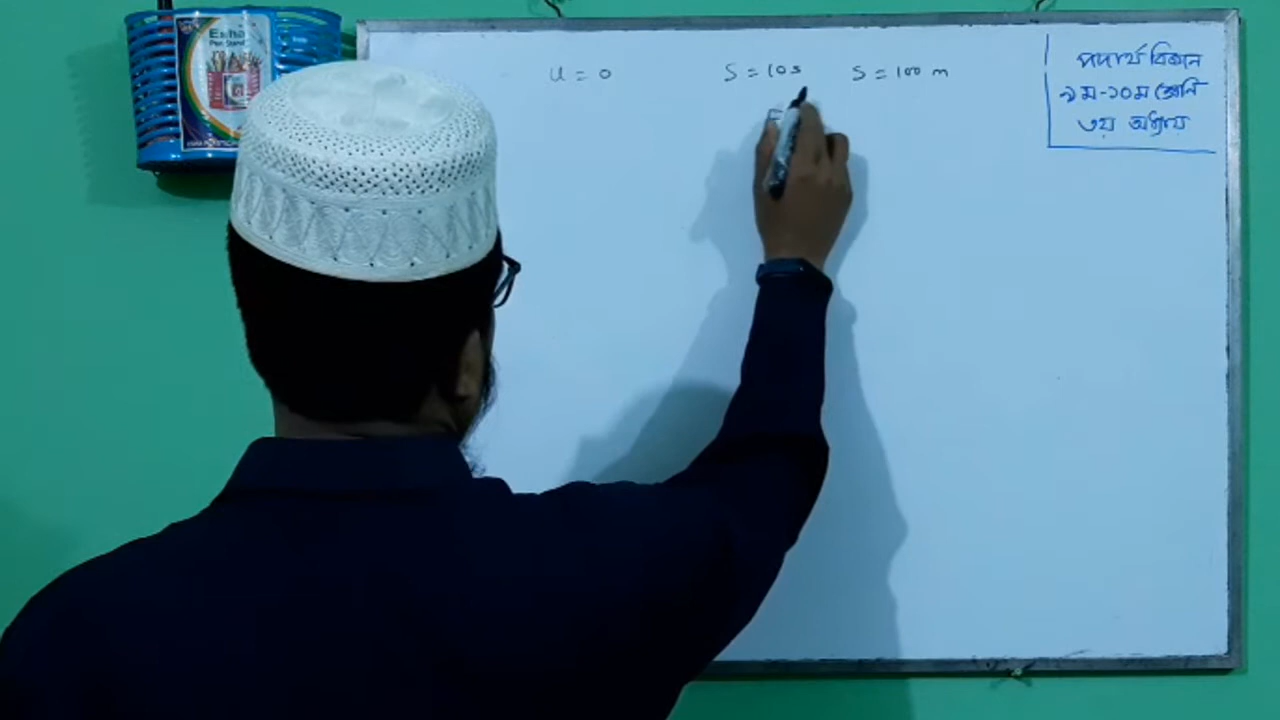 u = 0 S = 10s S = 100 m
পদার্থ বিজ্ঞান
৯ম-১০ম শ্রেণি
৩য় অধ্যায়